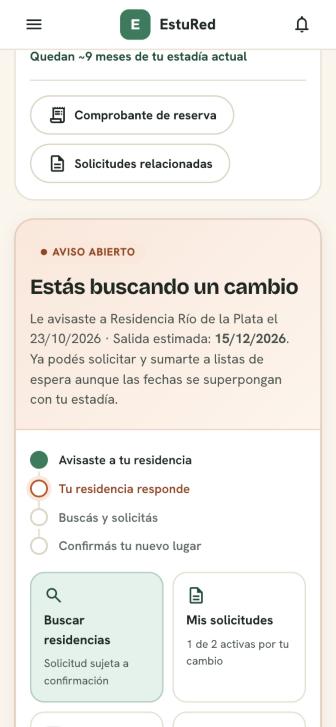 E EstuRed
Quedan ~9 meses de tu estadía actual
Comprobante de reserva
Solicitudes relacionadas
AVISO ABIERTO
Estás buscando un cambio
Le avisaste a Residencia Río de la Plata el
23/10/2026 · Salida estimada: 15/12/2026.
Ya podés solicitar y sumarte a listas de
espera aunque las fechas se superpongan
con tu estadía.
Avisaste a tu residencia
Tu residencia responde
Buscás y solicitás
Confirmás tu nuevo lugar
Buscar
residencias
Solicitud sujeta a
confirmación
Mis solicitudes
1 de 2 activas por tu
cambio